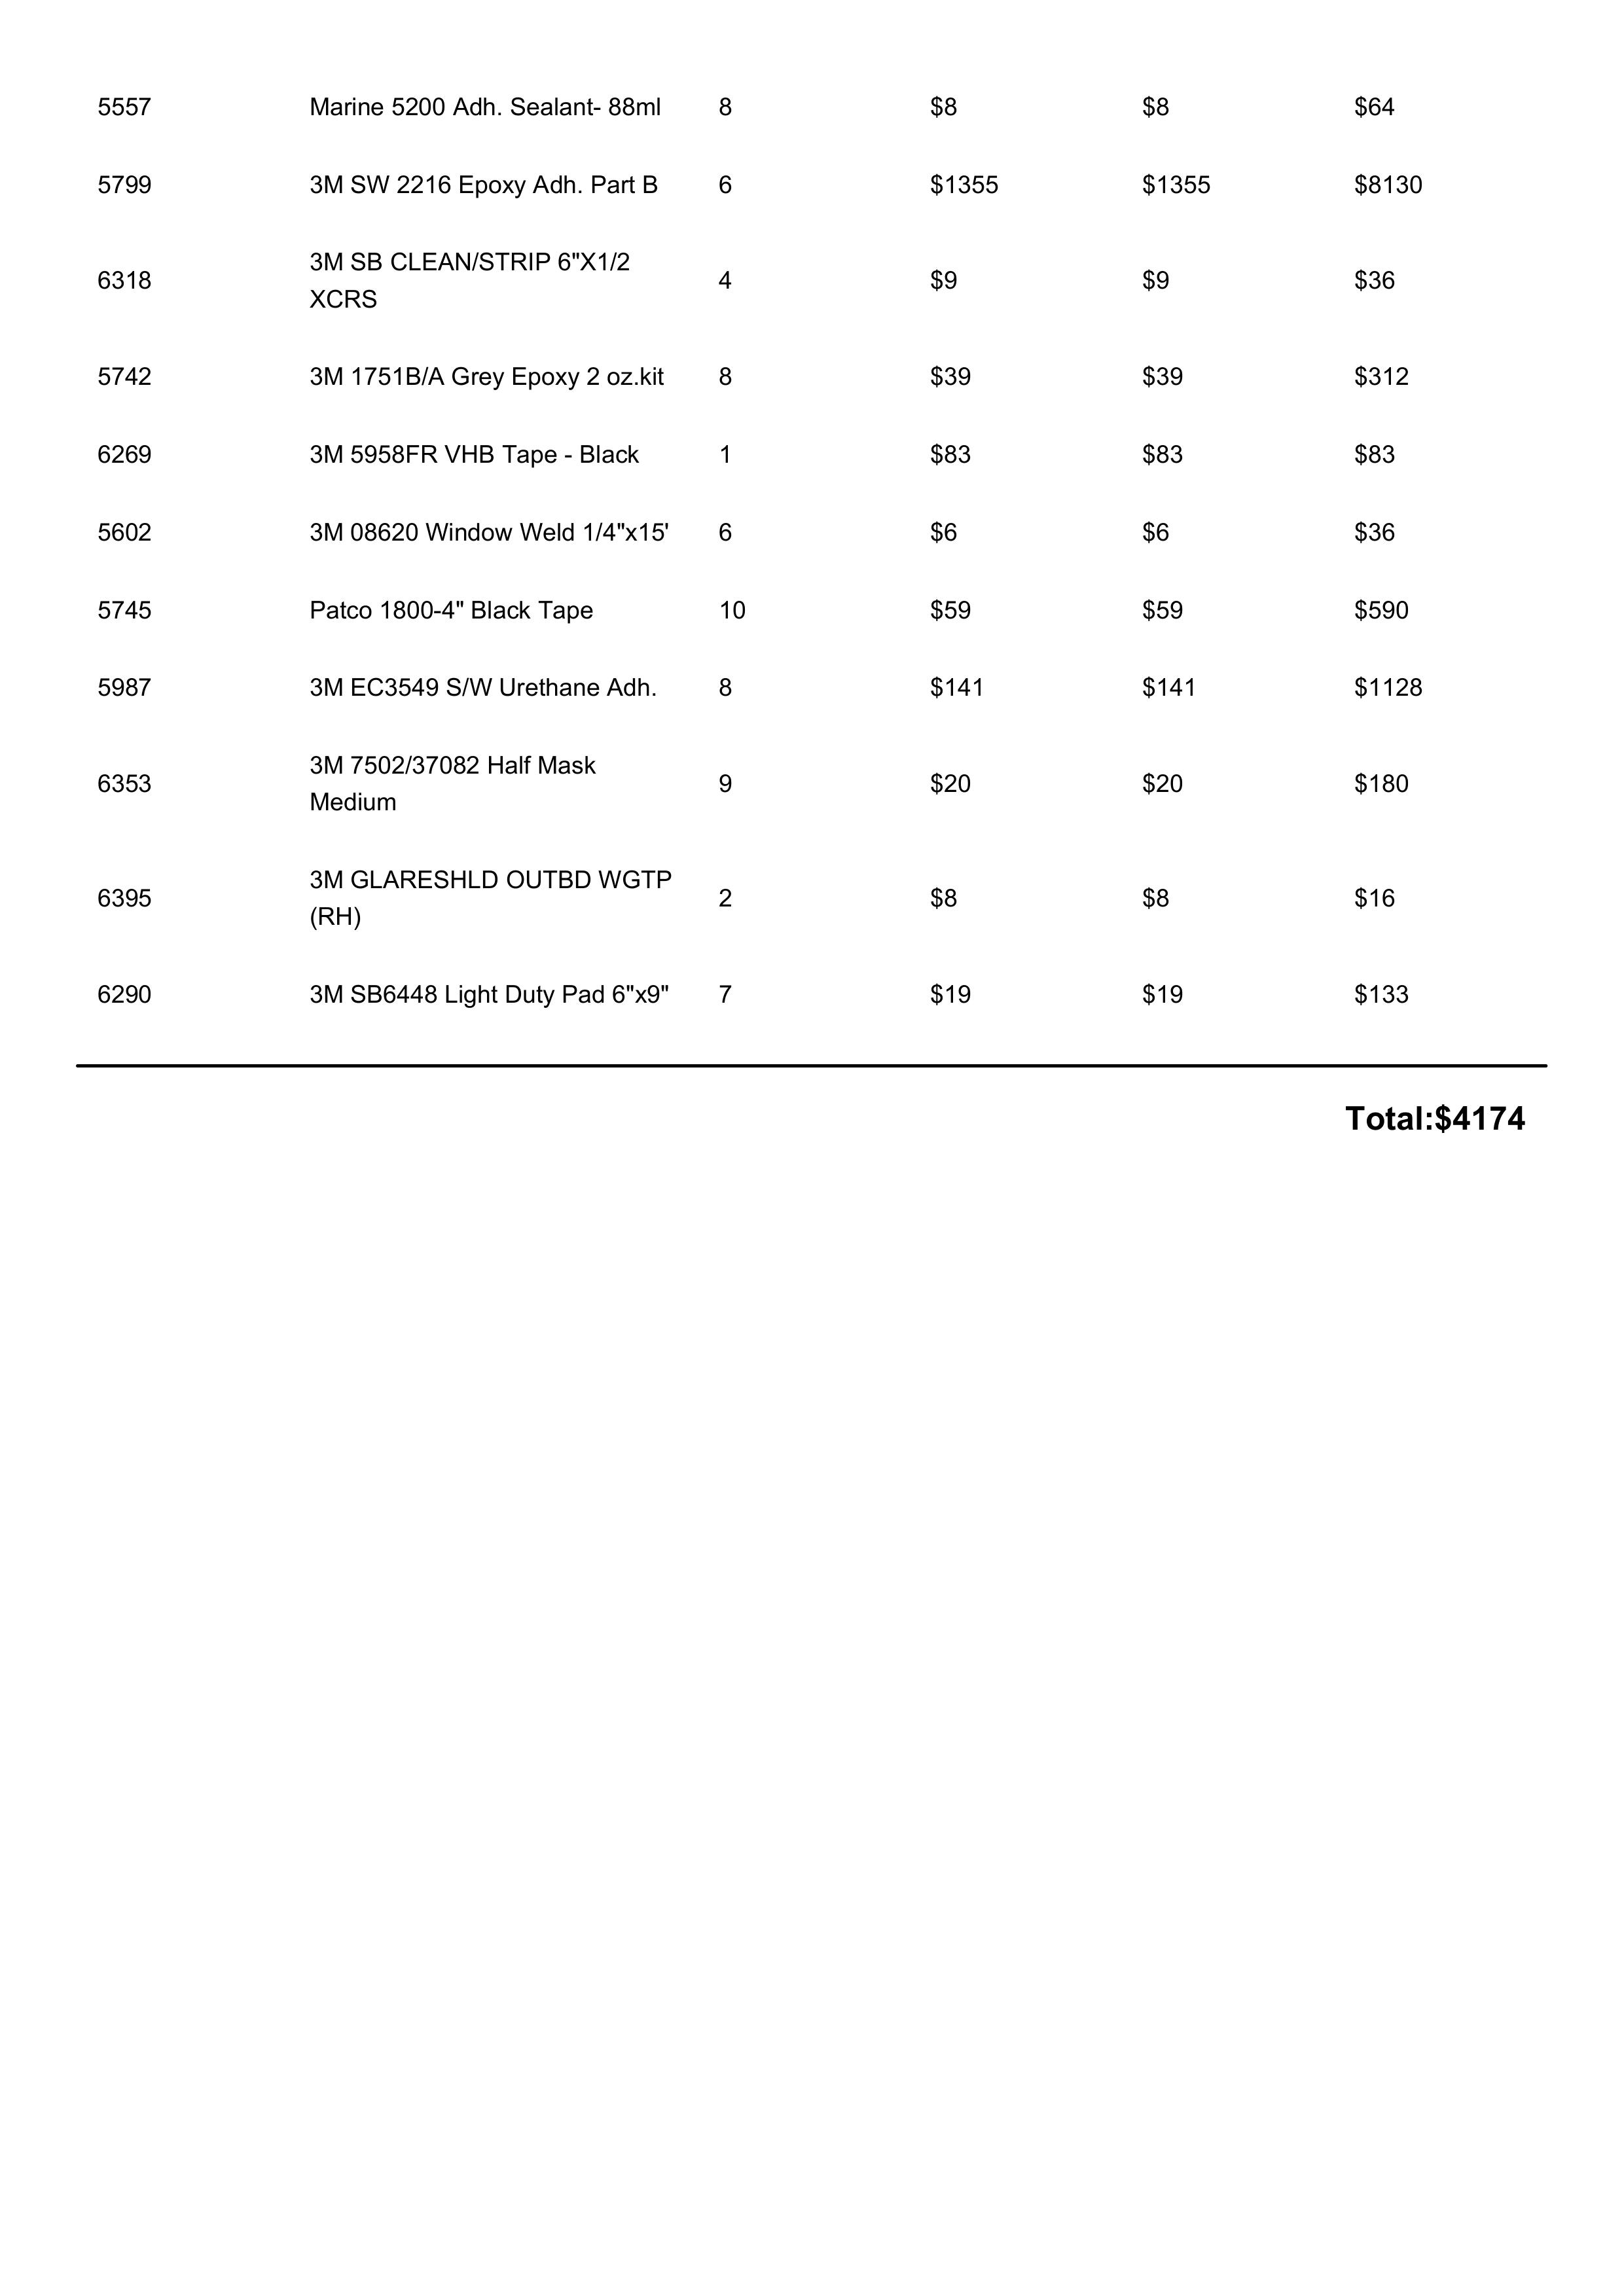 5557 Marine 5200 Adh. Sealant- 88ml 8 $8 $8 $64
5799 3M SW 2216 Epoxy Adh. Part B 6 $1355 $1355 $8130
6318 3M SB CLEAN/STRIP 6"X1/2 XCRS 4 $9 $9 $36
5742 3M 1751B/A Grey Epoxy 2 oz.kit 8 $39 $39 $312
6269 3M 5958FR VHB Tape - Black 1 $83 $83 $83
5602 3M 08620 Window Weld 1/4"x15' 6 $6 $6 $36
5745 Patco 1800-4" Black Tape 10 $59 $59 $590
5987 3M EC3549 S/W Urethane Adh. 8 $141 $141 $1128
6353 3M 7502/37082 Half Mask Medium 9 $20 $20 $180
6395 3M GLARESHLD OUTBD WGTP (RH) 2 $8 $8 $16
6290 3M SB6448 Light Duty Pad 6"x9" 7 $19 $19 $133
Total:$4174